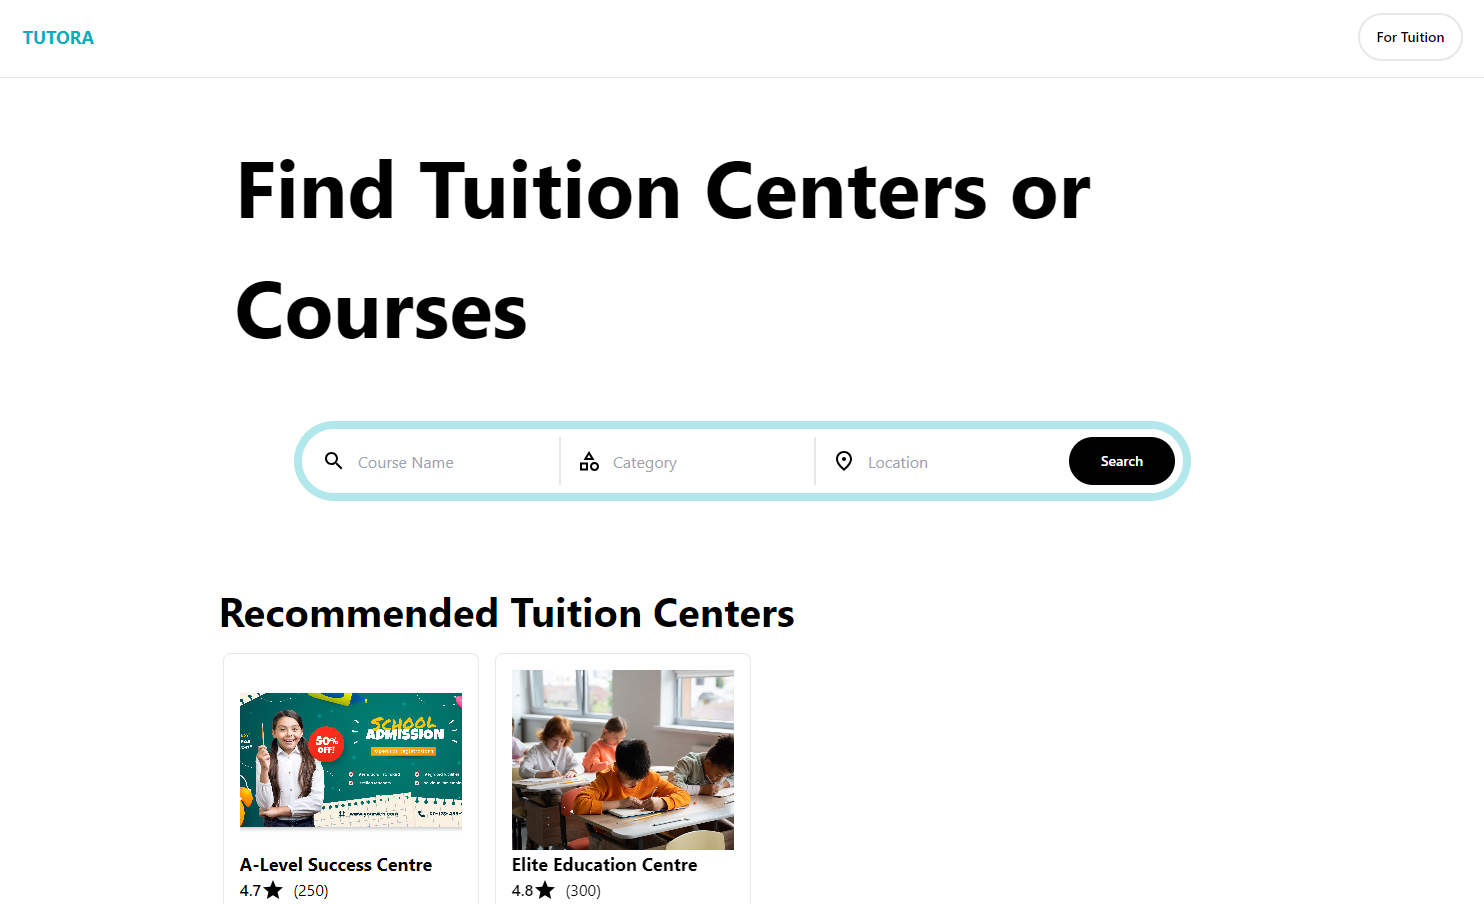 TUTORA
For Tuition
Find Tuition Centers or
Courses
Course Name
Category
Location
Search
Recommended Tuition Centers
SCHOOL
ADMISSION
50%
OFF!
A-Level Success Centre
4.7 ★ (250)
Elite Education Centre
4.8 ★ (300)